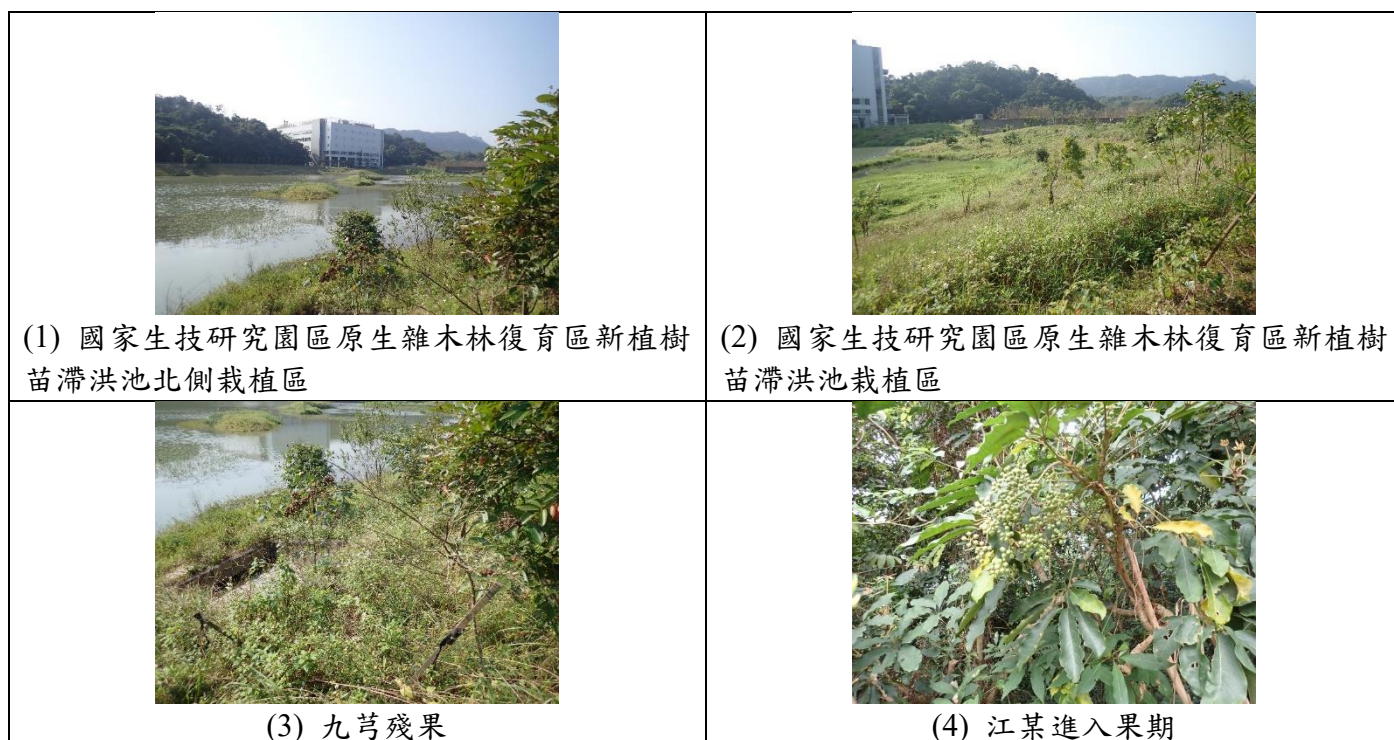 (1) 國家生技研究園區原生雜木林復育區新植樹
苗滯洪池北側栽植區
(2) 國家生技研究園區原生雜木林復育區新植樹
苗滯洪池栽植區
(3) 九芎殘果
(4) 江某進入果期